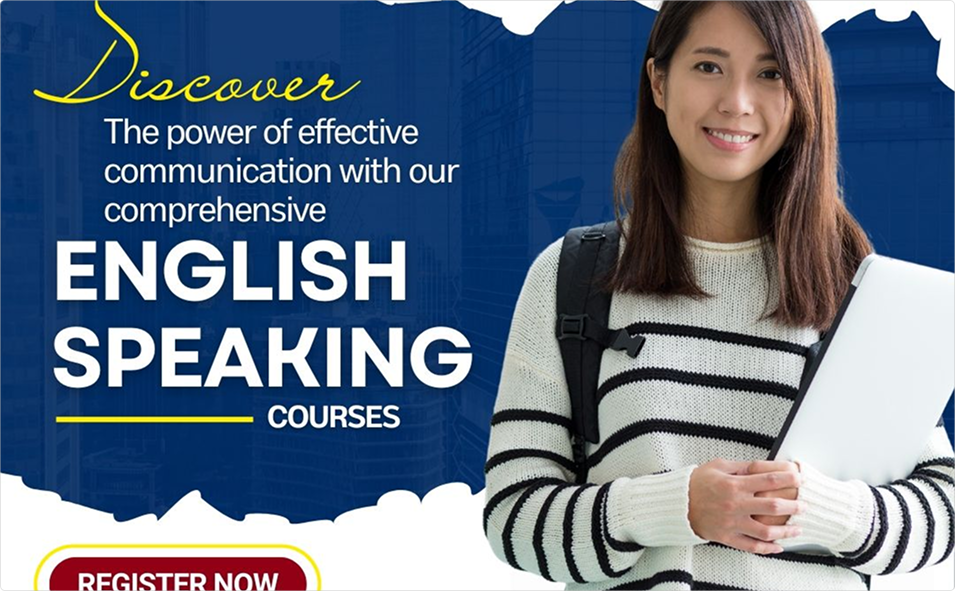 Discover
The power of effective
communication with our
comprehensive
ENGLISH
SPEAKING
COURSES
REGISTER NOW